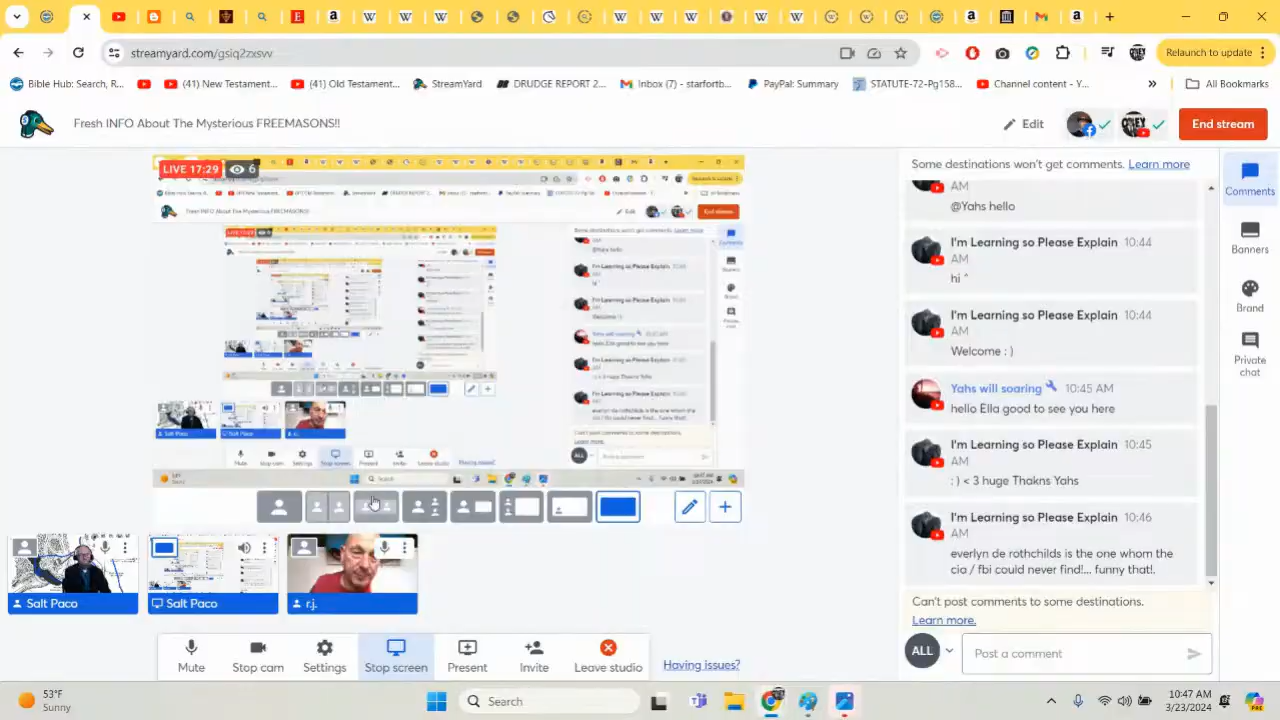 streamyard.com/gsiq2zxsvv
Relaunch to update
Bible Hub: Search, R...
(41) New Testament...
(41) Old Testament...
StreamYard
DRUDGE REPORT 2...
Inbox (7) - starfortb...
PayPal: Summary
STATUTE-72-Pg158...
Channel content - Y...
All Bookmarks
Fresh INFO About The Mysterious FREEMASONS!!
Edit
End stream
LIVE 17:29
6
Some destinations won't get comments. Learn more
AM
@Yahs hello
I'm Learning so Please Explain 10:44
AM
hi ^
I'm Learning so Please Explain 10:44
AM
Welcome : )
Yahs will soaring 10:45 AM
hello Ella good to see you here
I'm Learning so Please Explain 10:45
AM
: ) < 3 huge Thakns Yahs
I'm Learning so Please Explain 10:46
AM
everlyn de rothchilds is the one whom the
cia / fbi could never find!... funny that!.
Can't post comments to some destinations.
Learn more.
ALL
Post a comment
Comments
Banners
Brand
Private
chat
Salt Paco
Salt Paco
r.j.
Mute
Stop cam
Settings
Stop screen
Present
Invite
Leave studio
Having issues?
53°F
Sunny
Search
0:47 AM
3/23/2024